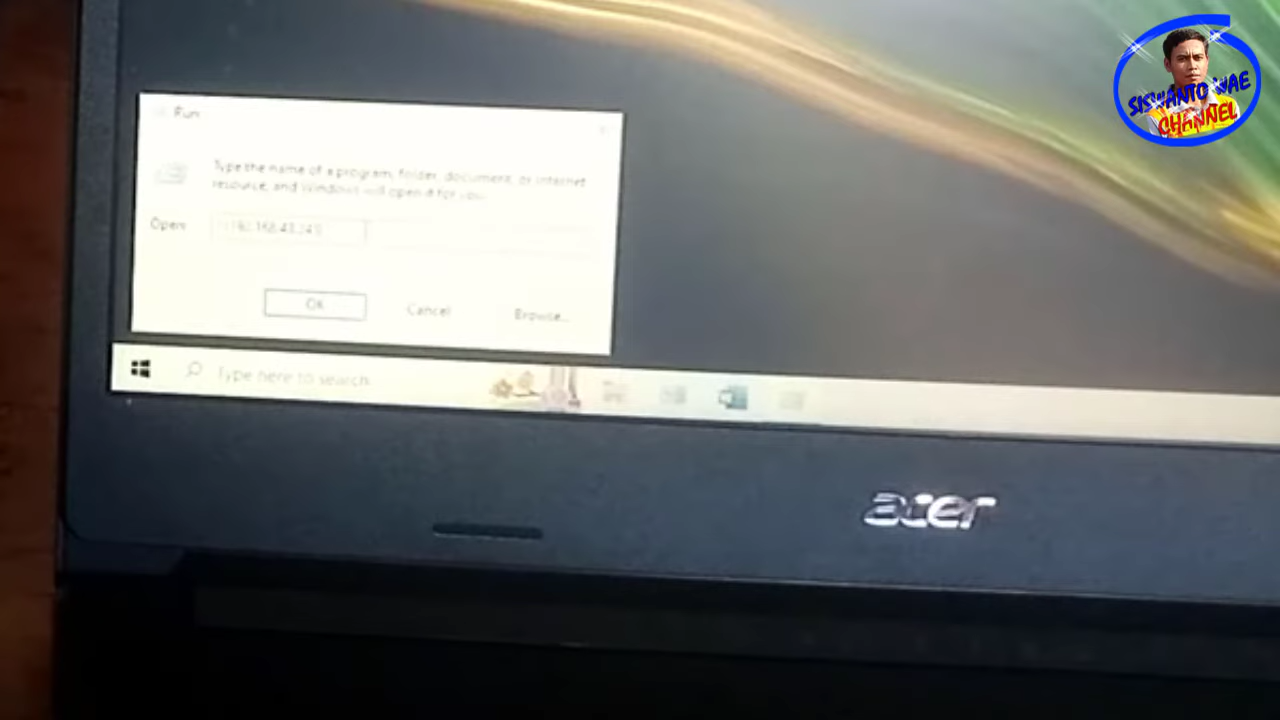 SISWANTO WAE
CHANNEL
Run
Type the name of a program, folder, document, or Internet
resource, and Windows will open it for you.
Open:
OK Cancel Browse...
Type here to search
acer